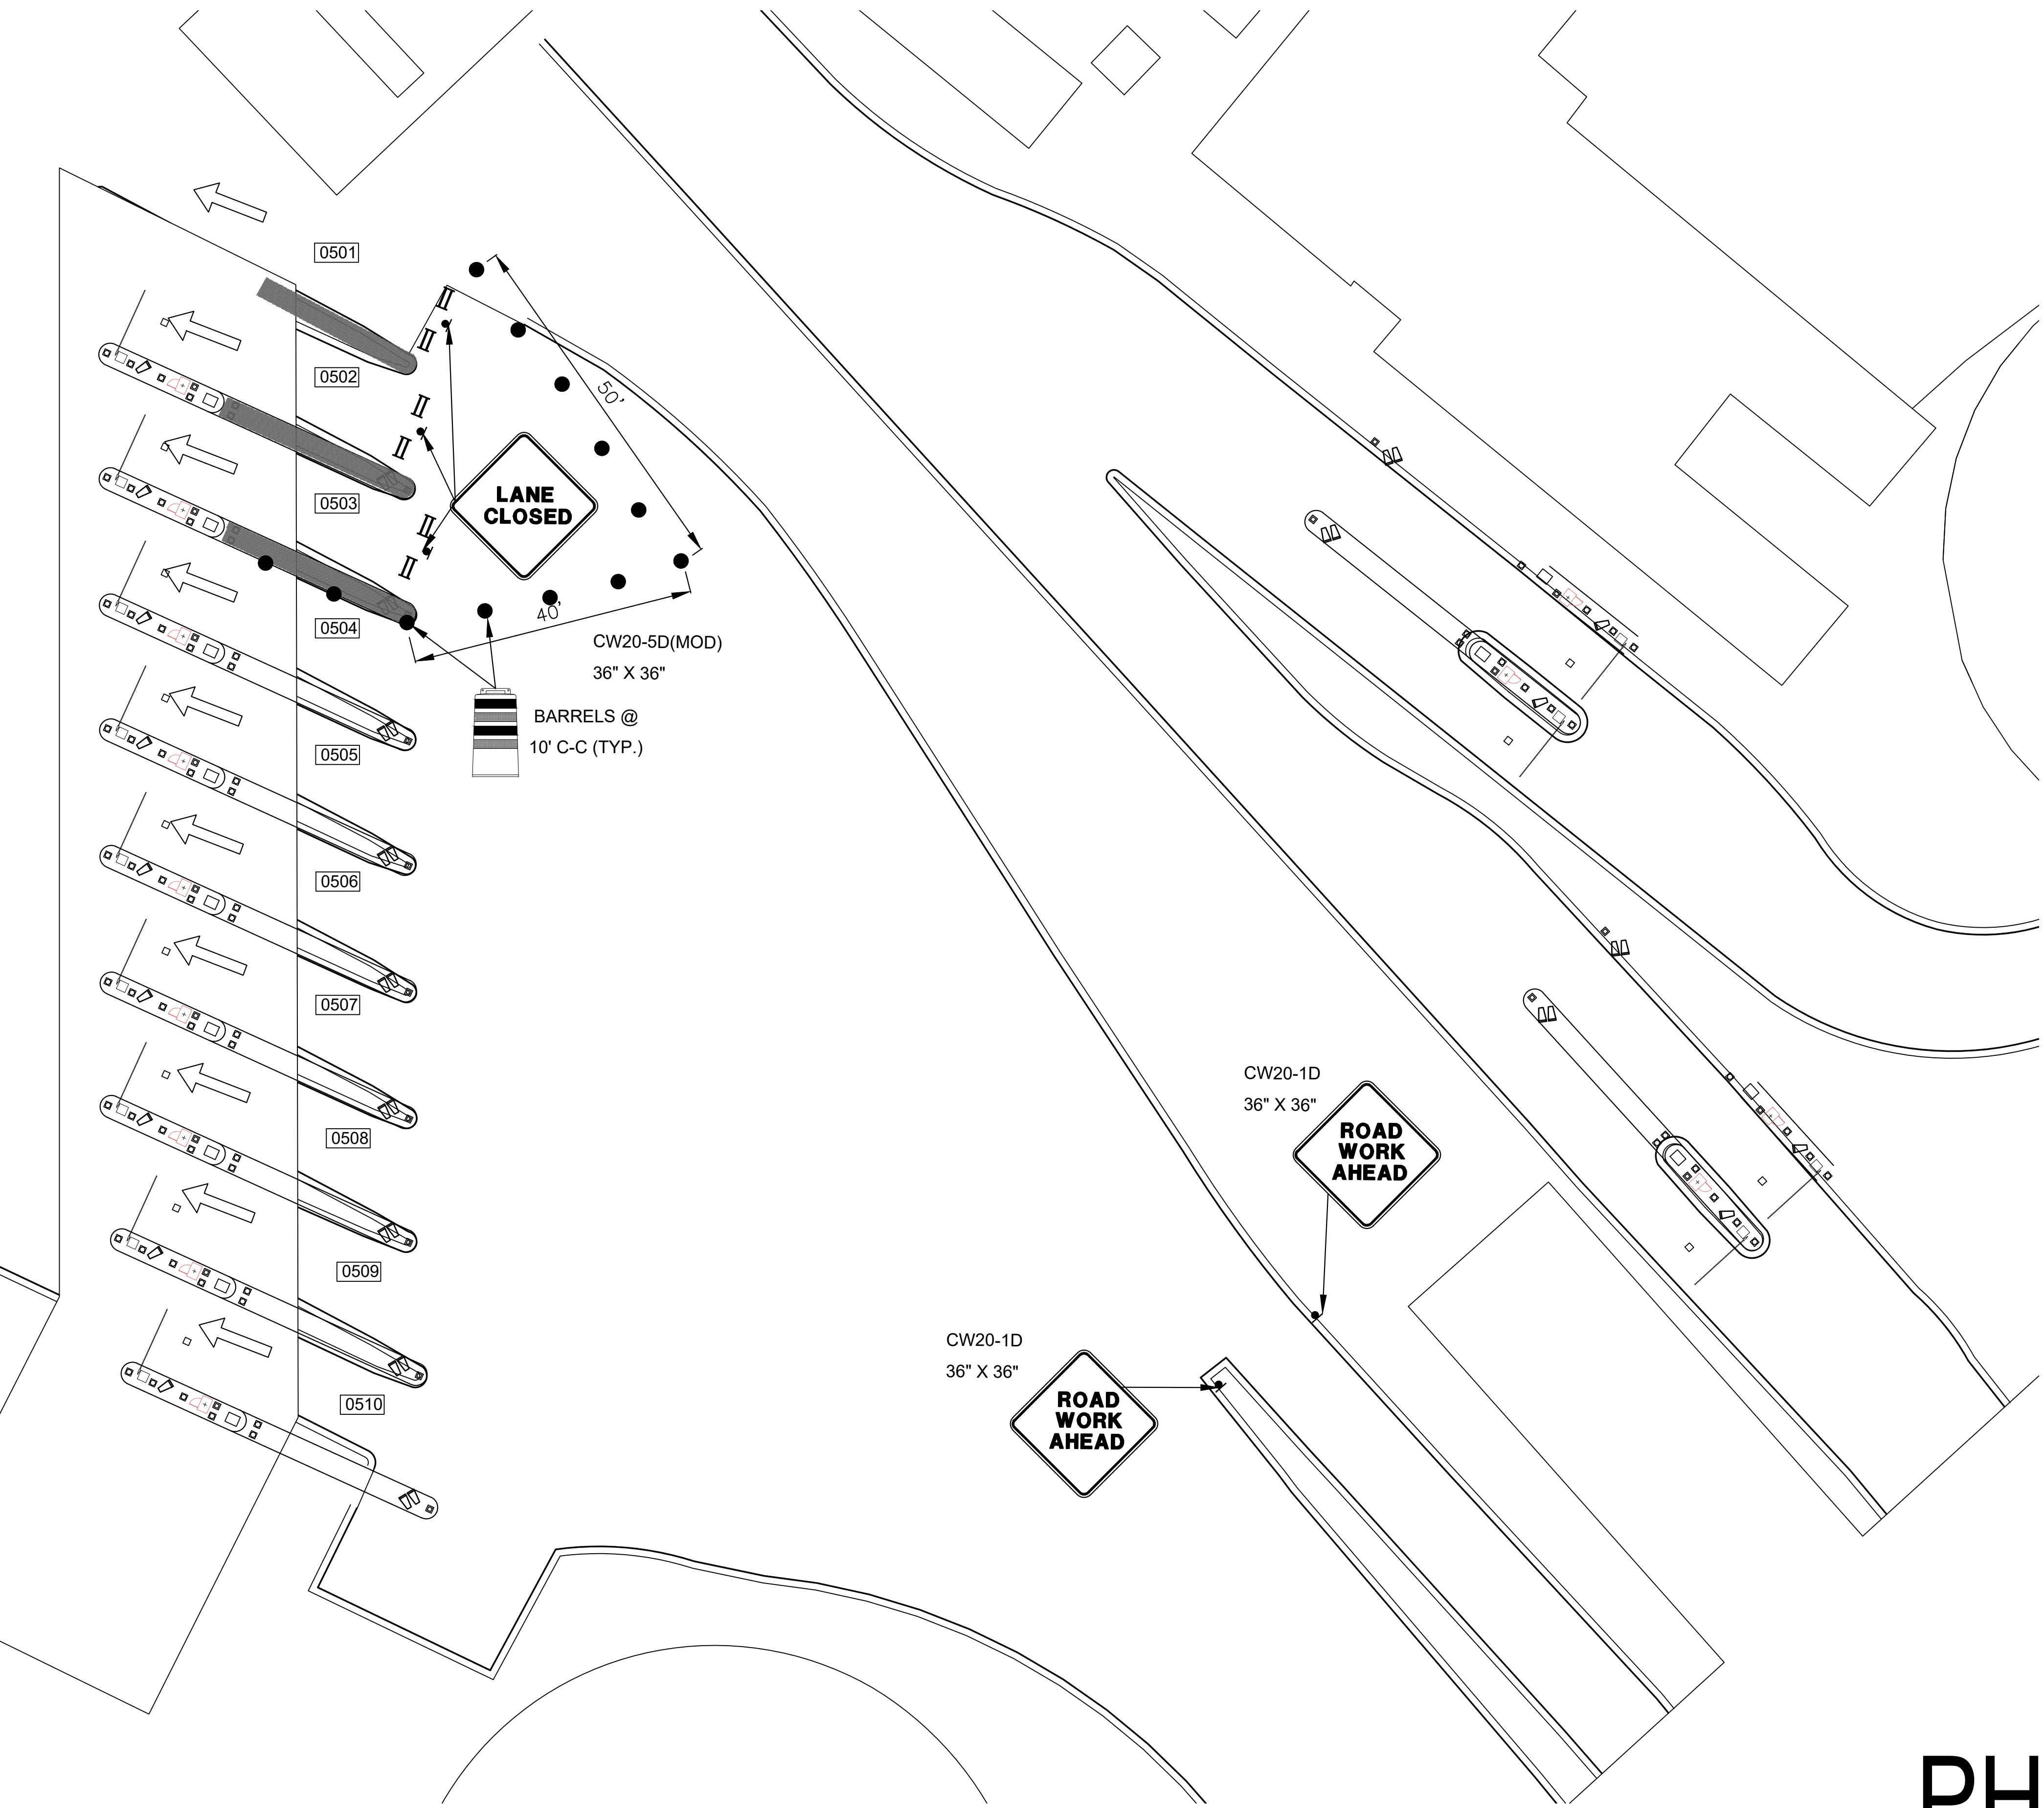 0501
0502
0503
0504
0505
0506
0507
0508
0509
0510
50'
40'
LANE
CLOSED
CW20-5D(MOD)
36" X 36"
BARRELS @
10' C-C (TYP.)
CW20-1D
36" X 36"
ROAD
WORK
AHEAD
CW20-1D
36" X 36"
ROAD
WORK
AHEAD